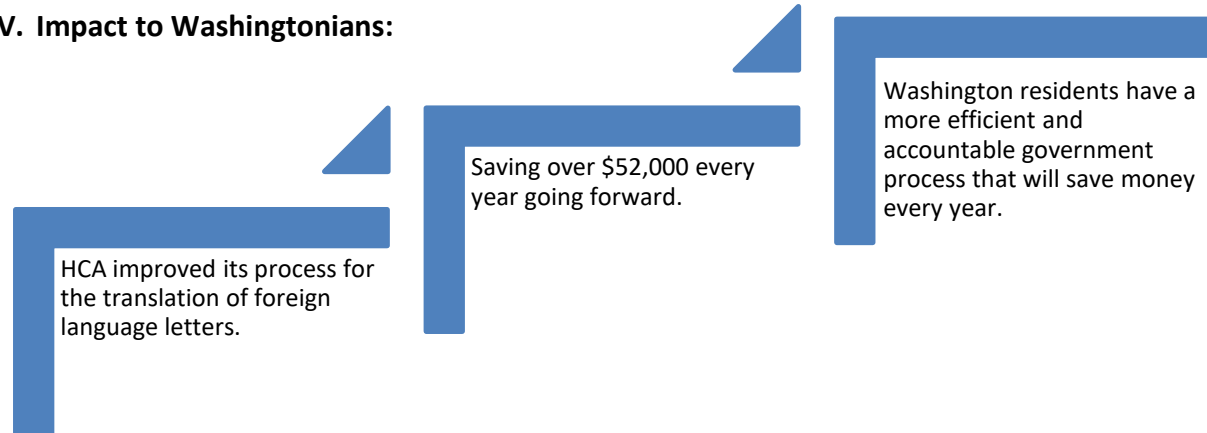 V. Impact to Washingtonians:
HCA improved its process for
the translation of foreign
language letters.
Saving over $52,000 every
year going forward.
Washington residents have a
more efficient and
accountable government
process that will save money
every year.